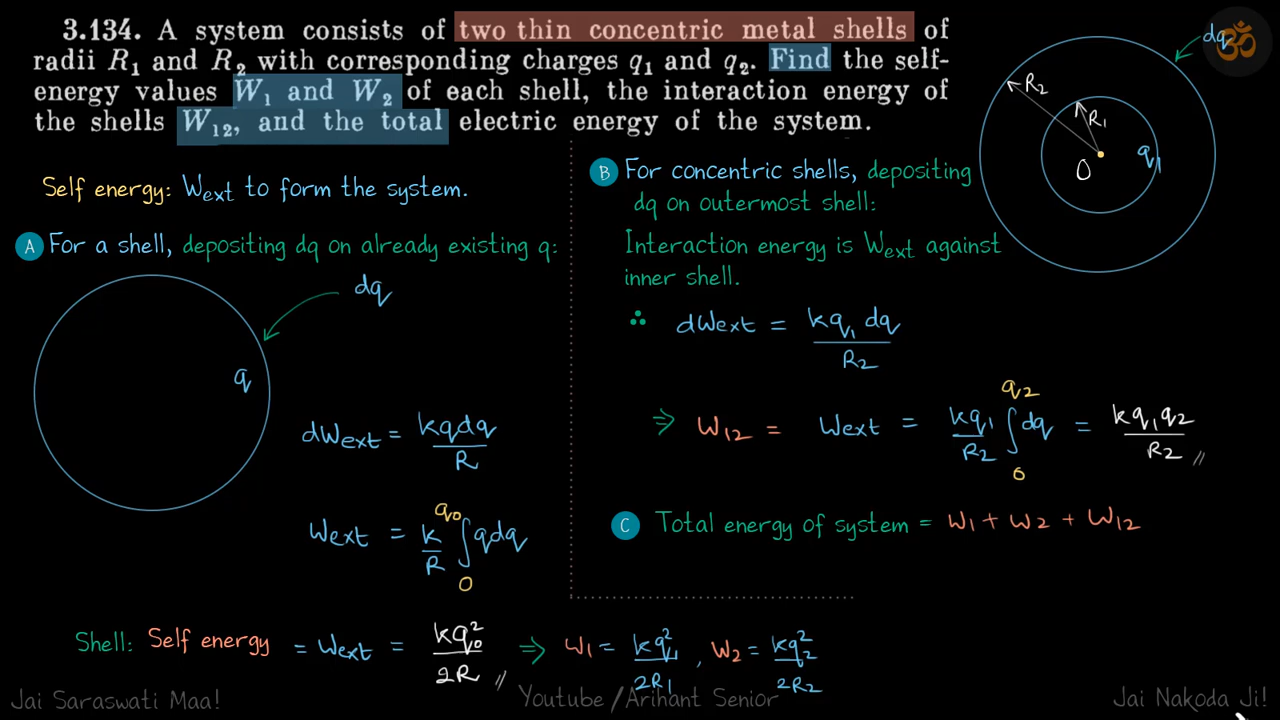 3.134. A system consists of two thin concentric metal shells of
radii R₁ and R₂ with corresponding charges q₁ and q₂. Find the self-
energy values W₁ and W₂ of each shell, the interaction energy of
the shells W₁₂, and the total electric energy of the system.
dq
ॐ
R₂
R₁
q₁
O
Self energy: Wext to form the system.
A For a shell, depositing dq on already existing q:
dq
q
dWext = kqdq / R
Wext = k/R ∫₀^q₀ qdq
Shell: Self energy = Wext = kq₀² / 2R ⇒ W₁ = kq₁² / 2R₁ , W₂ = kq₂² / 2R₂
B For concentric shells, depositing
dq on outermost shell:
Interaction energy is Wext against
inner shell.
∴ dWext = kq₁ dq / R₂
⇒ W₁₂ = Wext = kq₁/R₂ ∫₀^q₂ dq = kq₁q₂ / R₂ //
C Total energy of system = W₁ + W₂ + W₁₂
Jai Saraswati Maa!
Youtube /Arihant Senior
Jai Nakoda Ji!